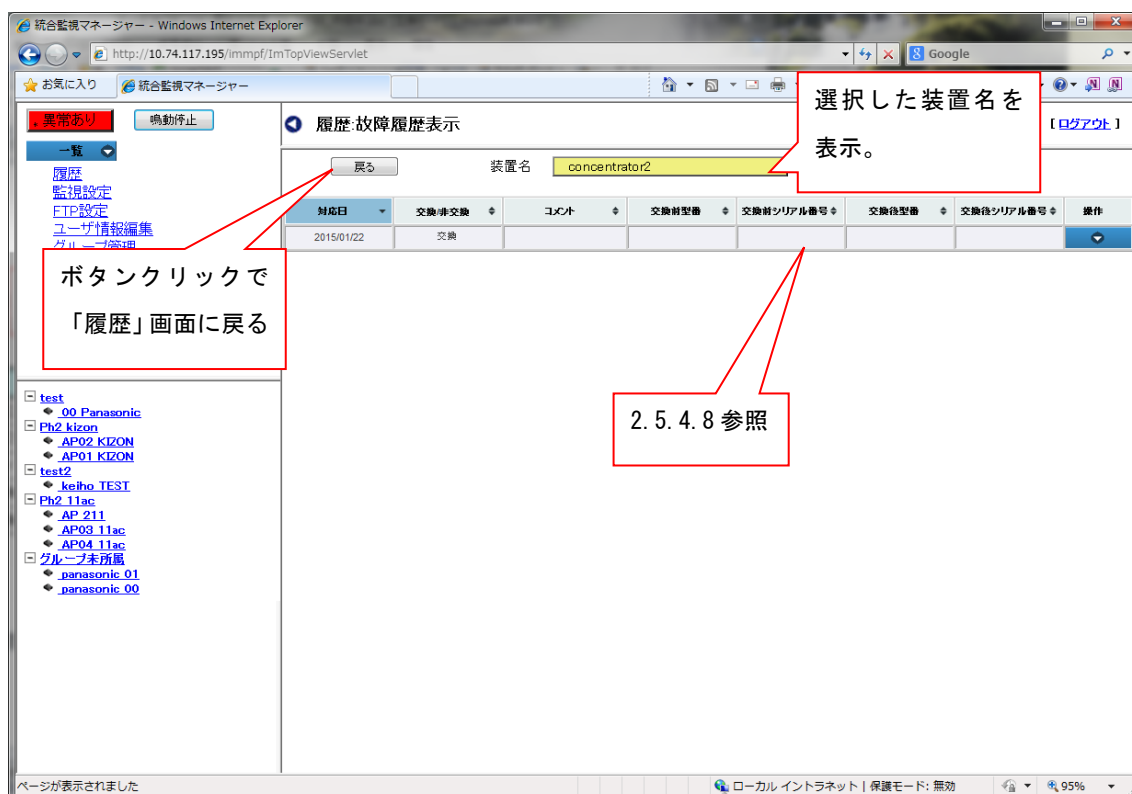 統合監視マネージャー - Windows Internet Explorer
http://10.74.117.195/immpf/ImTopViewServlet
Google
お気に入り
統合監視マネージャー
異常あり
鳴動停止
履歴:故障履歴表示
[ ログアウト ]
選択した装置名を
表示。
一覧
履歴
監視設定
FTP設定
ユーザ情報編集
グループ管理
戻る
装置名
concentrator2
対応日
交換/非交換
コメント
交換前型番
交換前シリアル番号
交換後型番
交換後シリアル番号
操作
2015/01/22
交換
ボタンクリックで
「履歴」画面に戻る
2.5.4.8 参照
test
00 Panasonic
Ph2 kizon
AP02 KIZON
AP01 KIZON
test2
keiho TEST
Ph2 11ac
AP 211
AP03 11ac
AP04 11ac
グループ未所属
panasonic 01
panasonic 00
ページが表示されました
ローカル イントラネット | 保護モード: 無効
95%